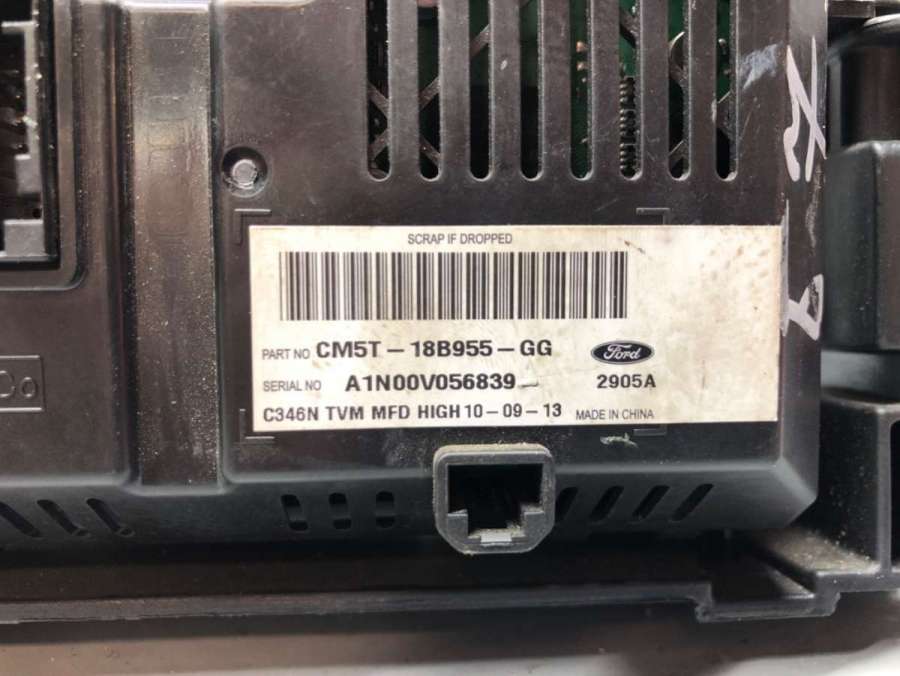 SCRAP IF DROPPED
PART NO CM5T-18B955-GG Ford
SERIAL NO A1N00V056839- 2905A
C346N TVM MFD HIGH 10-09-13 MADE IN CHINA